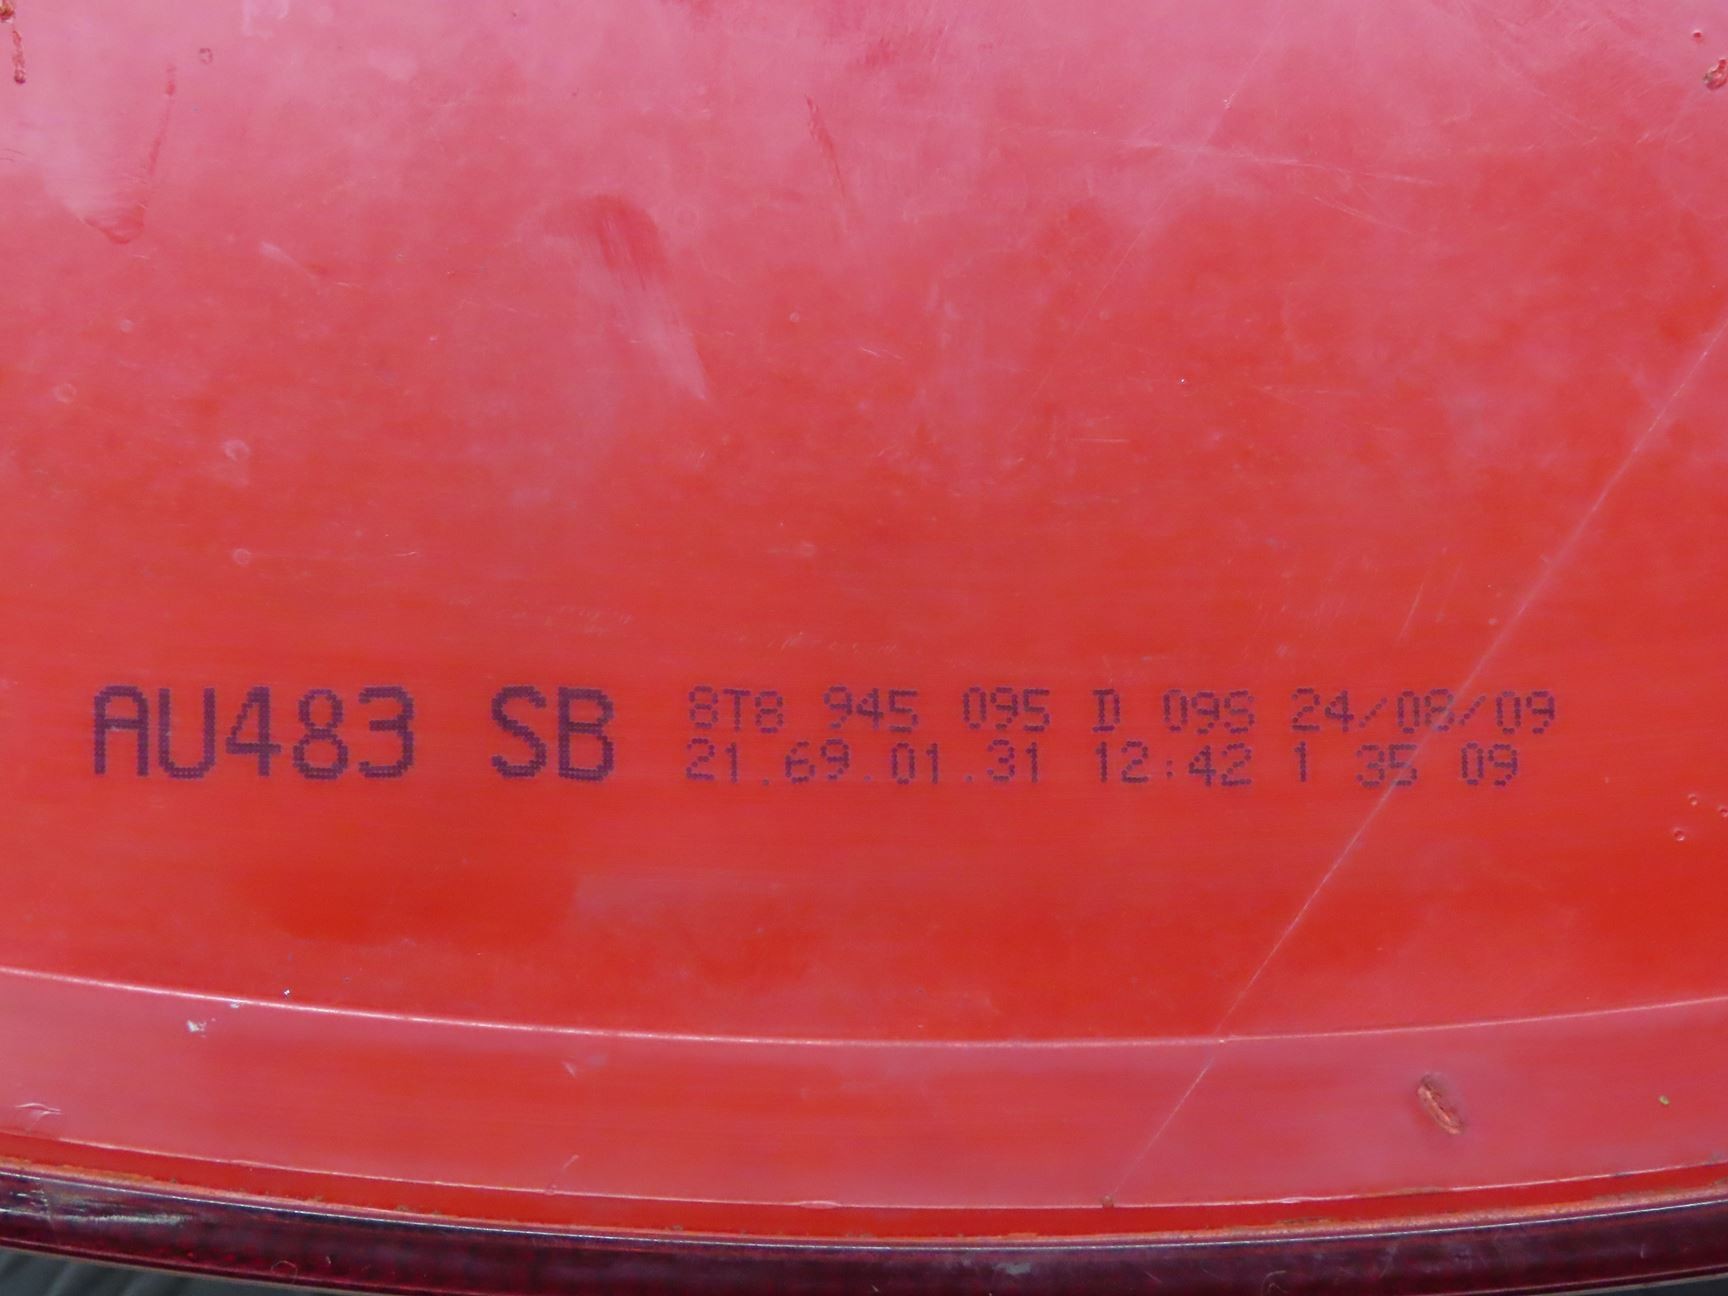 AU483 SB
8T8 945 095 D 09S 24/08/09
21.69.01.31 12:42 1 35 09